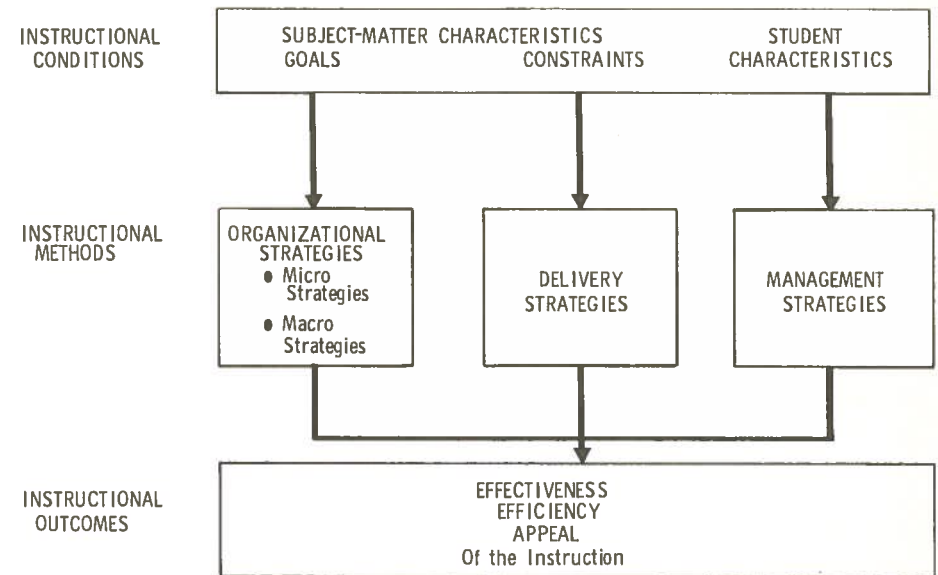 INSTRUCTIONAL
CONDITIONS
SUBJECT-MATTER CHARACTERISTICS
GOALS
CONSTRAINTS
STUDENT
CHARACTERISTICS
INSTRUCTIONAL
METHODS
ORGANIZATIONAL
STRATEGIES
● Micro
Strategies
● Macro
Strategies
DELIVERY
STRATEGIES
MANAGEMENT
STRATEGIES
INSTRUCTIONAL
OUTCOMES
EFFECTIVENESS
EFFICIENCY
APPEAL
Of the Instruction